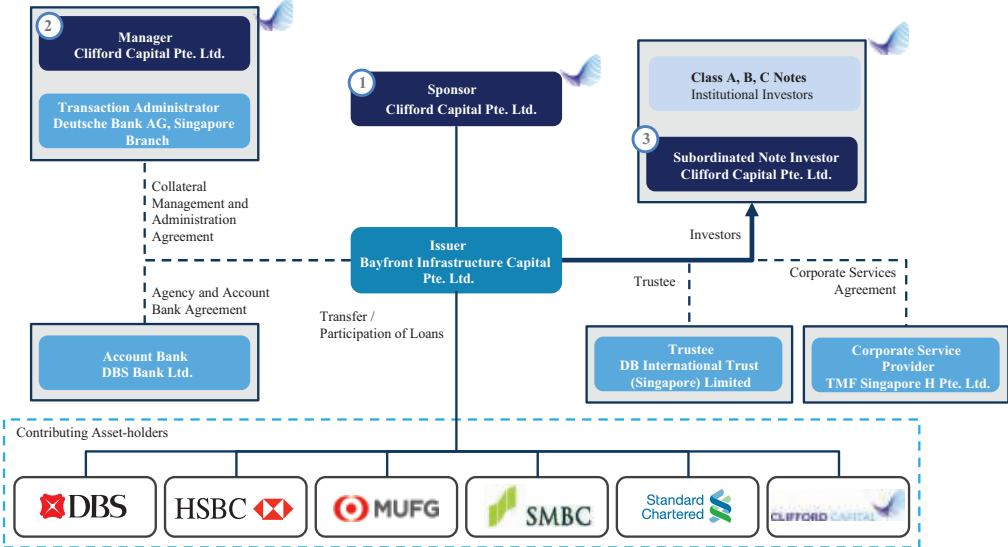 2
Manager
Clifford Capital Pte. Ltd.
Transaction Administrator
Deutsche Bank AG, Singapore
Branch
1
Sponsor
Clifford Capital Pte. Ltd.
Class A, B, C Notes
Institutional Investors
3
Subordinated Note Investor
Clifford Capital Pte. Ltd.
Collateral
Management and
Administration
Agreement
Issuer
Bayfront Infrastructure Capital
Pte. Ltd.
Investors
Agency and Account
Bank Agreement
Transfer /
Participation of Loans
Trustee
Corporate Services
Agreement
Account Bank
DBS Bank Ltd.
Trustee
DB International Trust
(Singapore) Limited
Corporate Service
Provider
TMF Singapore H Pte. Ltd.
Contributing Asset-holders
DBS
HSBC
MUFG
SMBC
Standard
Chartered
CLIFFORD CAPITAL